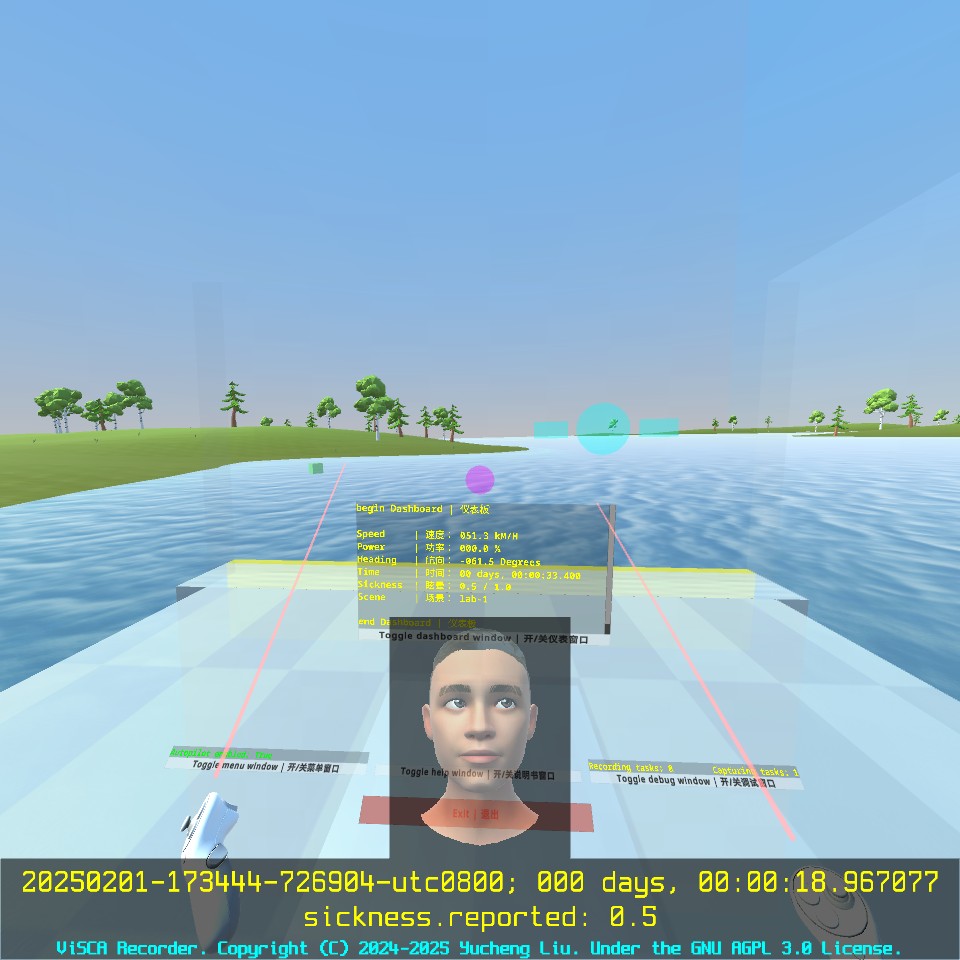 begin Dashboard | 仪表板
Speed | 速度： 051.3 kM/H
Power | 功率： 000.0 %
Heading | 航向： -061.5 Degrees
Time | 时间： 00 days, 00:00:33.400
Sickness | 眩晕： 0.5 / 1.0
Scene | 场景： lab-1
end Dashboard | 仪表板
Toggle dashboard window | 开/关仪表窗口
Autopilot enabled: True
Toggle menu window | 开/关菜单窗口
Toggle help window | 开/关说明书窗口
Recording tasks: 0 Capturing tasks: 1
Toggle debug window | 开/关调试窗口
Exit | 退出
20250201-173444-726904-utc0800; 000 days, 00:00:18.967077
sickness.reported: 0.5
ViSCA Recorder. Copyright (C) 2024-2025 Yucheng Liu. Under the GNU AGPL 3.0 License.